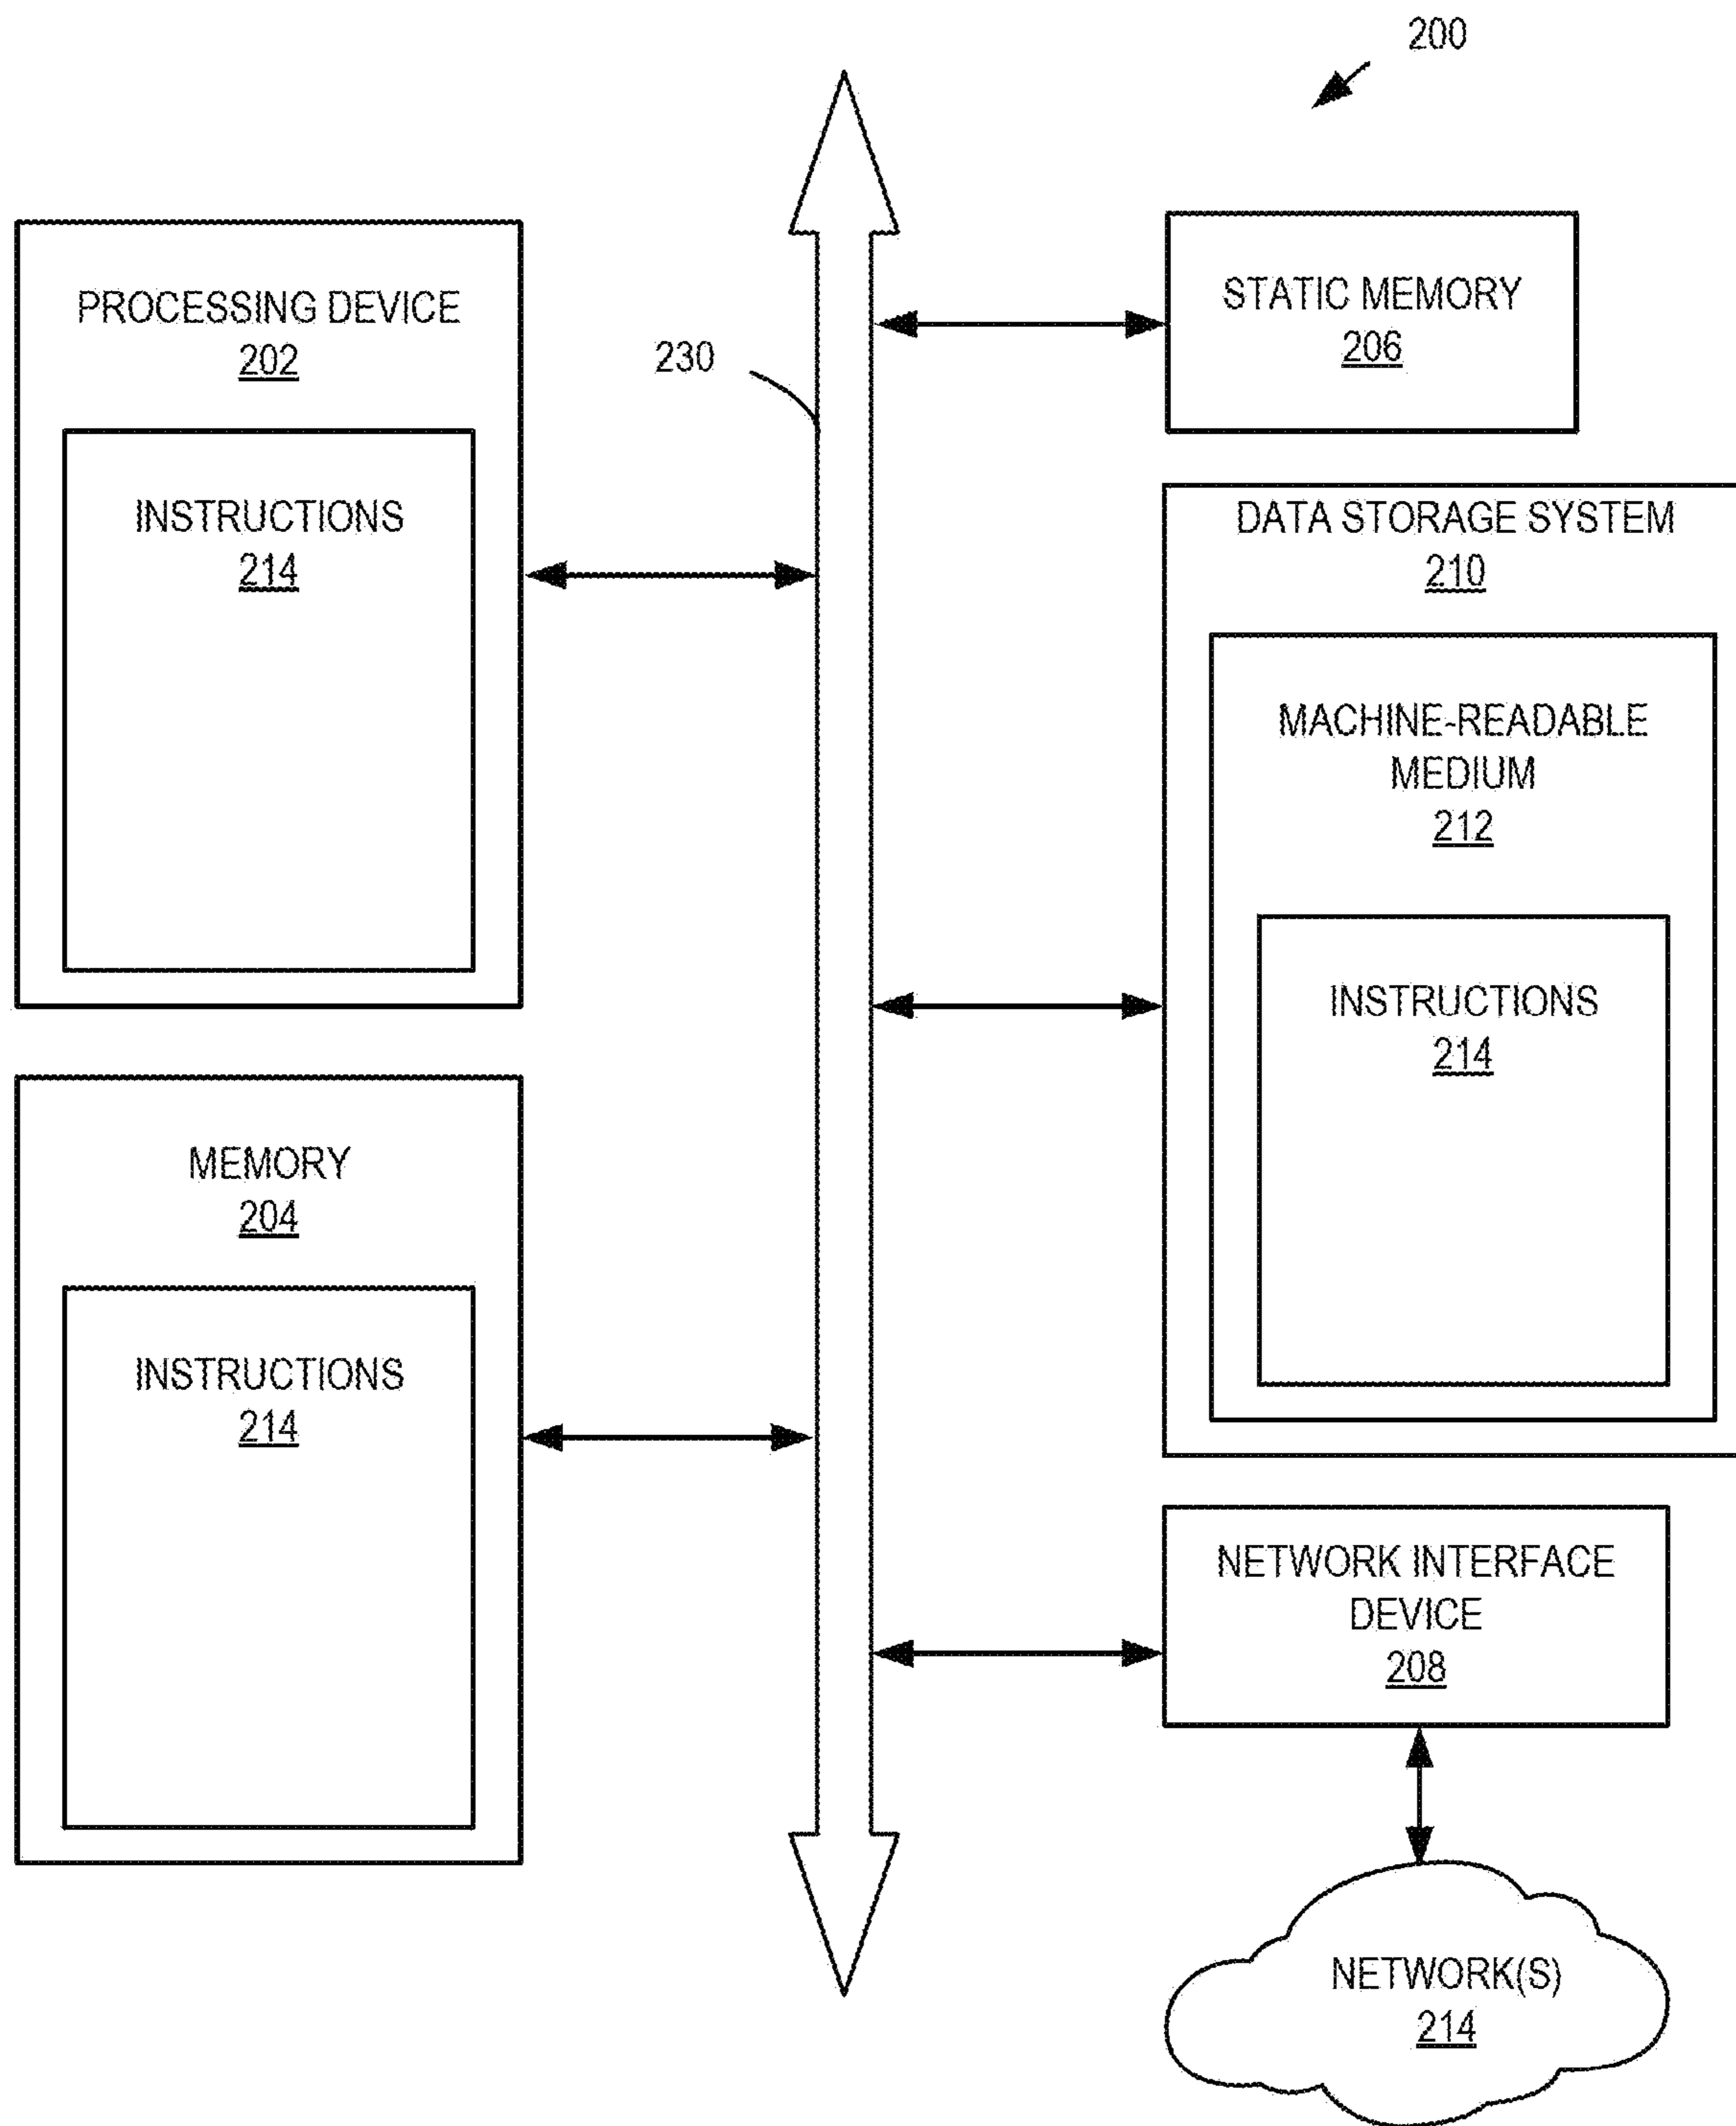 200
PROCESSING DEVICE
202
INSTRUCTIONS
214
230
STATIC MEMORY
206
DATA STORAGE SYSTEM
210
MACHINE-READABLE
MEDIUM
212
INSTRUCTIONS
214
MEMORY
204
INSTRUCTIONS
214
NETWORK INTERFACE
DEVICE
208
NETWORK(S)
214